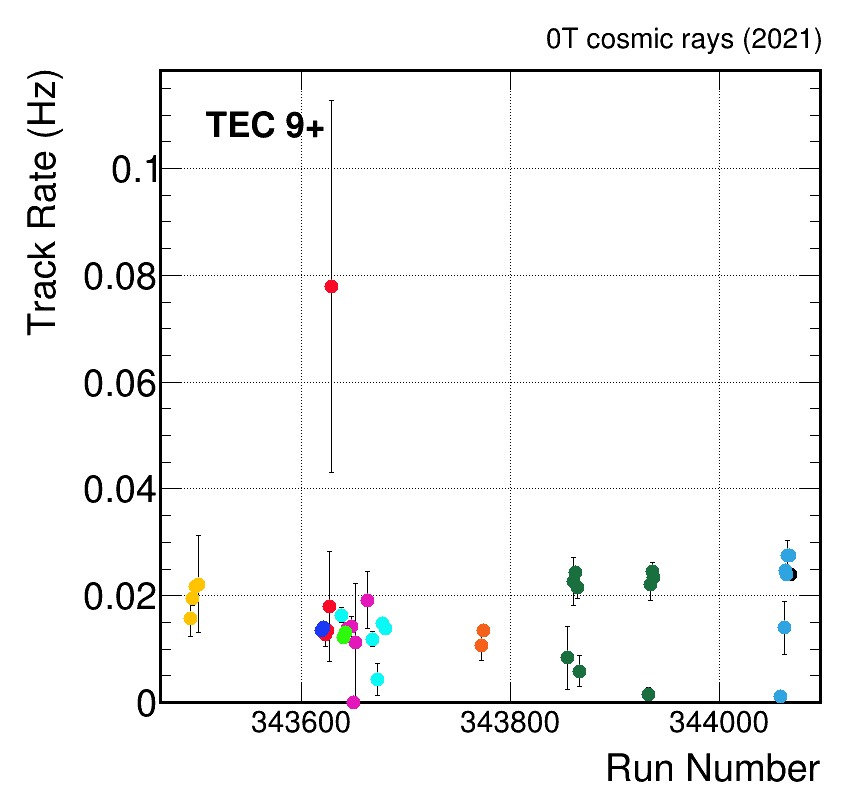 0T cosmic rays (2021)
Track Rate (Hz)
TEC 9+
0.1
0.08
0.06
0.04
0.02
0
343600
343800
344000
Run Number